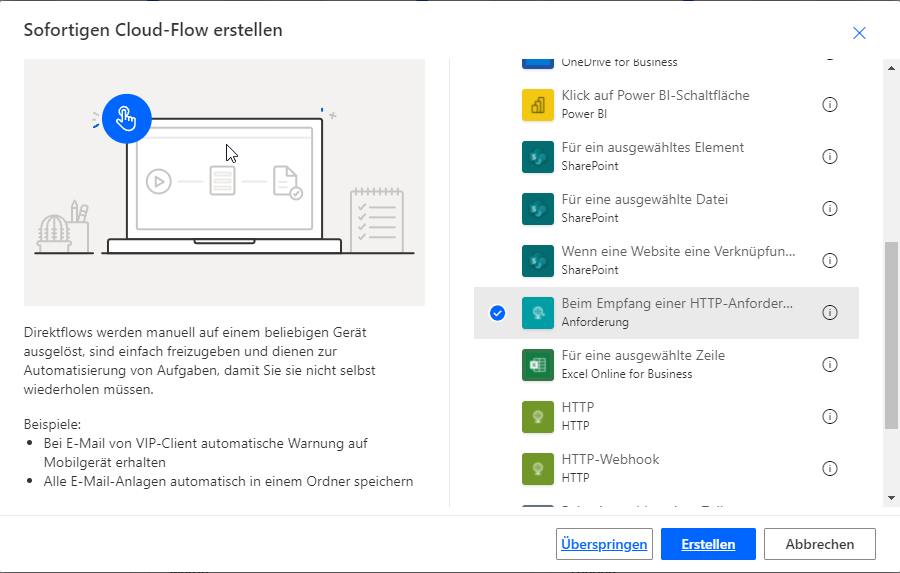 Sofortigen Cloud-Flow erstellen
OneDrive for Business
Klick auf Power BI-Schaltfläche
Power BI
Für ein ausgewähltes Element
SharePoint
Für eine ausgewählte Datei
SharePoint
Wenn eine Website eine Verknüpfun...
SharePoint
Beim Empfang einer HTTP-Anforder...
Anforderung
Für eine ausgewählte Zeile
Excel Online for Business
HTTP
HTTP
HTTP-Webhook
HTTP
Direktflows werden manuell auf einem beliebigen Gerät
ausgelöst, sind einfach freizugeben und dienen zur
Automatisierung von Aufgaben, damit Sie sie nicht selbst
wiederholen müssen.
Beispiele:
• Bei E-Mail von VIP-Client automatische Warnung auf
Mobilgerät erhalten
• Alle E-Mail-Anlagen automatisch in einem Ordner speichern
Überspringen
Erstellen
Abbrechen